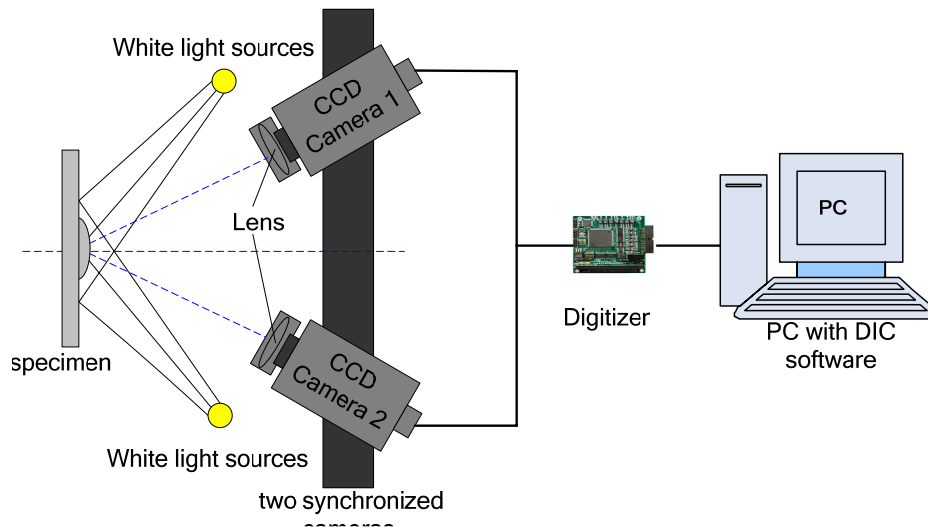 White light sources
CCD
Camera 1
Lens
PC
Digitizer
specimen
CCD
Camera 2
PC with DIC
software
White light sources
two synchronized
cameras